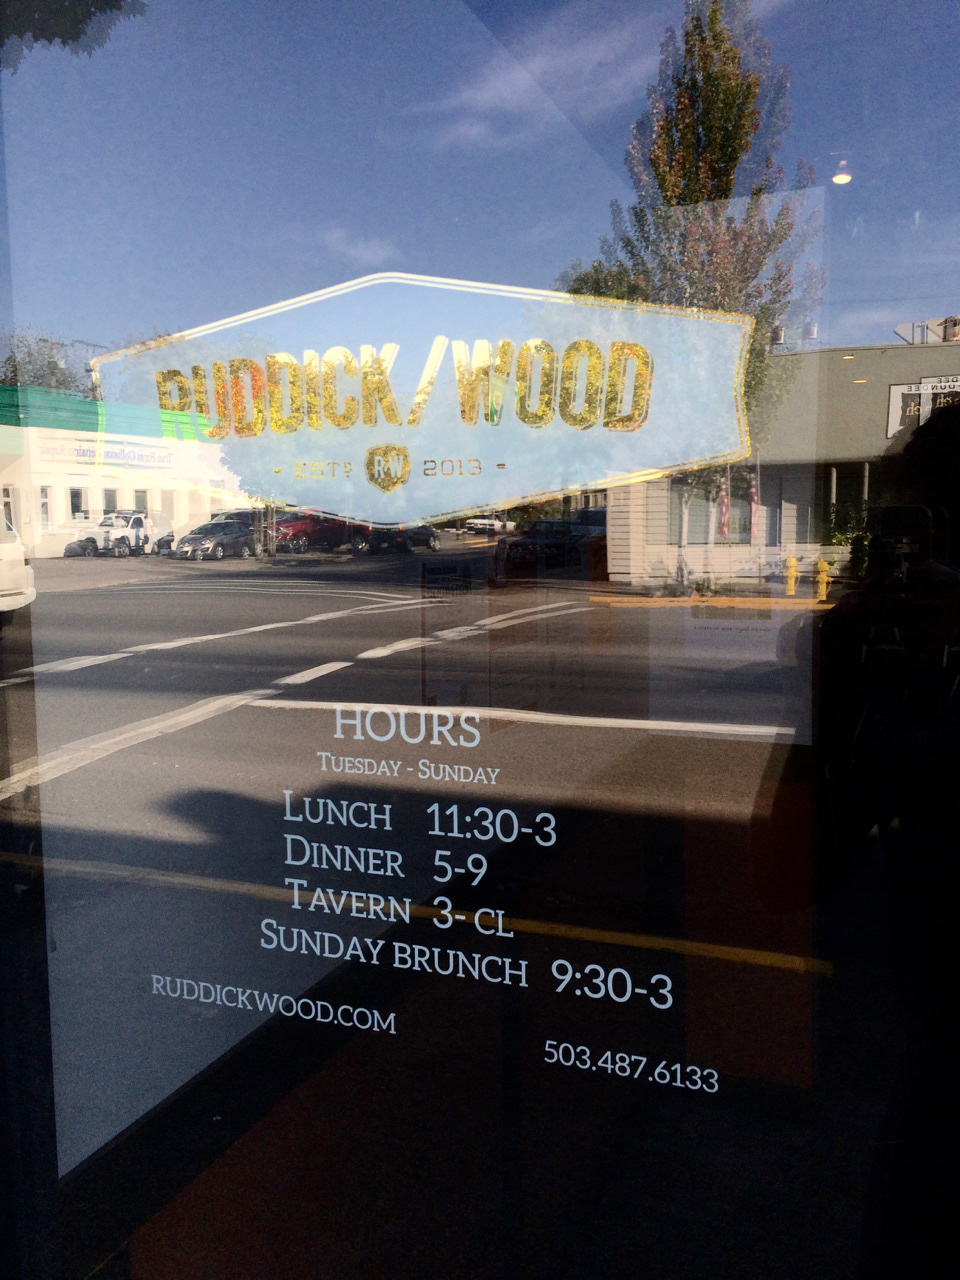 RUDDICK/WOOD
- ESTD RW 2013 -
HOURS
TUESDAY - SUNDAY
LUNCH 11:30-3
DINNER 5-9
TAVERN 3- CL
SUNDAY BRUNCH 9:30-3
RUDDICKWOOD.COM
503.487.6133